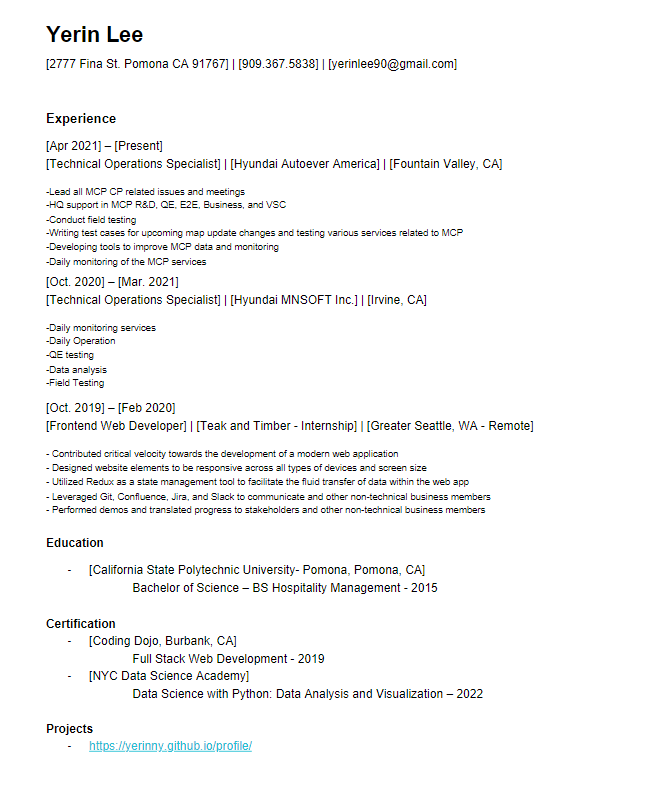 Yerin Lee
[2777 Fina St. Pomona CA 91767] | [909.367.5838] | [yerinlee90@gmail.com]
Experience
[Apr 2021] – [Present]
[Technical Operations Specialist] | [Hyundai Autoever America] | [Fountain Valley, CA]
-Lead all MCP CP related issues and meetings
-HQ support in MCP R&D, QE, E2E, Business, and VSC
-Conduct field testing
-Writing test cases for upcoming map update changes and testing various services related to MCP
-Developing tools to improve MCP data and monitoring
-Daily monitoring of the MCP services
[Oct. 2020] – [Mar. 2021]
[Technical Operations Specialist] | [Hyundai MNSOFT Inc.] | [Irvine, CA]
-Daily monitoring services
-Daily Operation
-QE testing
-Data analysis
-Field Testing
[Oct. 2019] – [Feb 2020]
[Frontend Web Developer] | [Teak and Timber - Internship] | [Greater Seattle, WA - Remote]
- Contributed critical velocity towards the development of a modern web application
- Designed website elements to be responsive across all types of devices and screen size
- Utilized Redux as a state management tool to facilitate the fluid transfer of data within the web app
- Leveraged Git, Confluence, Jira, and Slack to communicate and other non-technical business members
- Performed demos and translated progress to stakeholders and other non-technical business members
Education
- [California State Polytechnic University- Pomona, Pomona, CA]
Bachelor of Science – BS Hospitality Management - 2015
Certification
- [Coding Dojo, Burbank, CA]
Full Stack Web Development - 2019
- [NYC Data Science Academy]
Data Science with Python: Data Analysis and Visualization – 2022
Projects
- https://yerinny.github.io/profile/